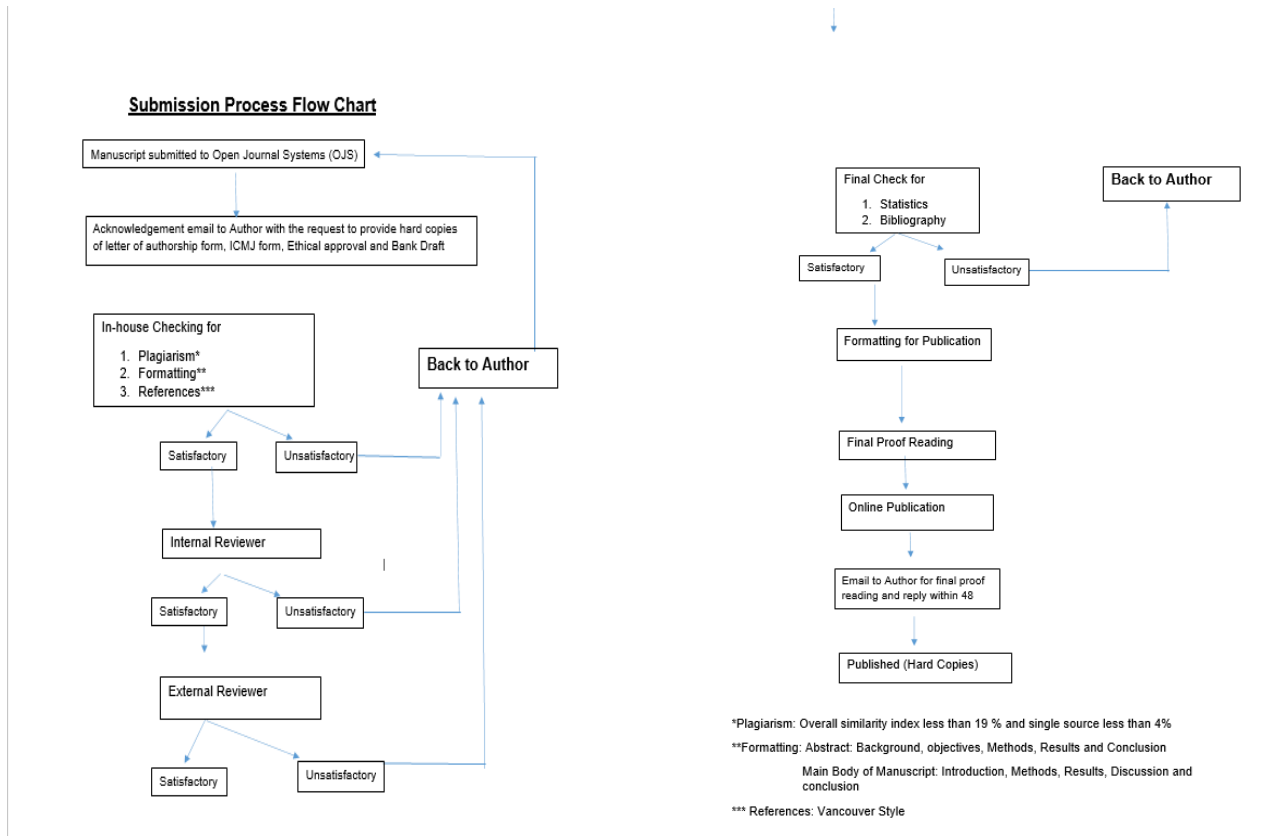 Submission Process Flow Chart
Manuscript submitted to Open Journal Systems (OJS)
Acknowledgement email to Author with the request to provide hard copies
of letter of authorship form, ICMJ form, Ethical approval and Bank Draft
In-house Checking for
1. Plagiarism*
2. Formatting**
3. References***
Back to Author
Satisfactory
Unsatisfactory
Internal Reviewer
Satisfactory
Unsatisfactory
External Reviewer
Satisfactory
Unsatisfactory
Final Check for
1. Statistics
2. Bibliography
Back to Author
Satisfactory
Unsatisfactory
Formatting for Publication
Final Proof Reading
Online Publication
Email to Author for final proof
reading and reply within 48
Published (Hard Copies)
*Plagiarism: Overall similarity index less than 19 % and single source less than 4%
**Formatting: Abstract: Background, objectives, Methods, Results and Conclusion
Main Body of Manuscript: Introduction, Methods, Results, Discussion and
conclusion
*** References: Vancouver Style